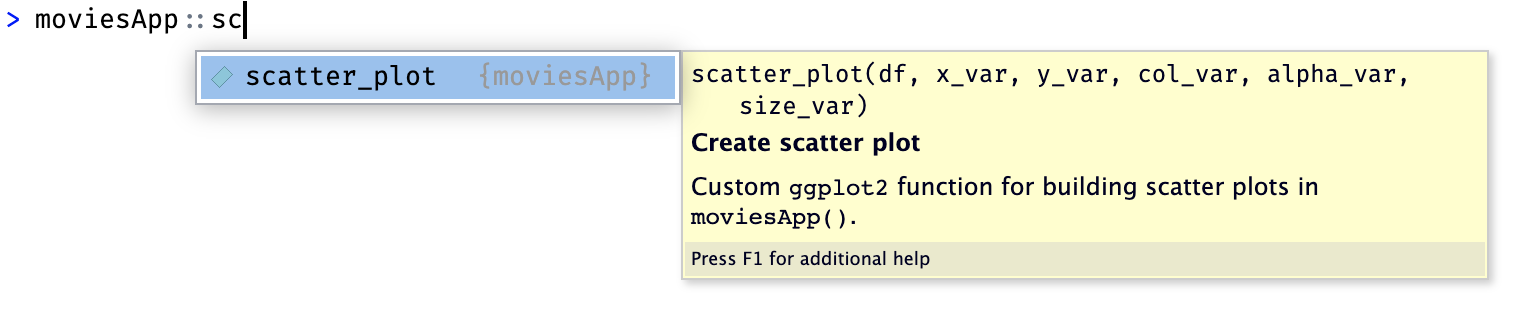 > moviesApp::sc
scatter_plot {moviesApp}
scatter_plot(df, x_var, y_var, col_var, alpha_var,
size_var)
Create scatter plot
Custom ggplot2 function for building scatter plots in
moviesApp().
Press F1 for additional help